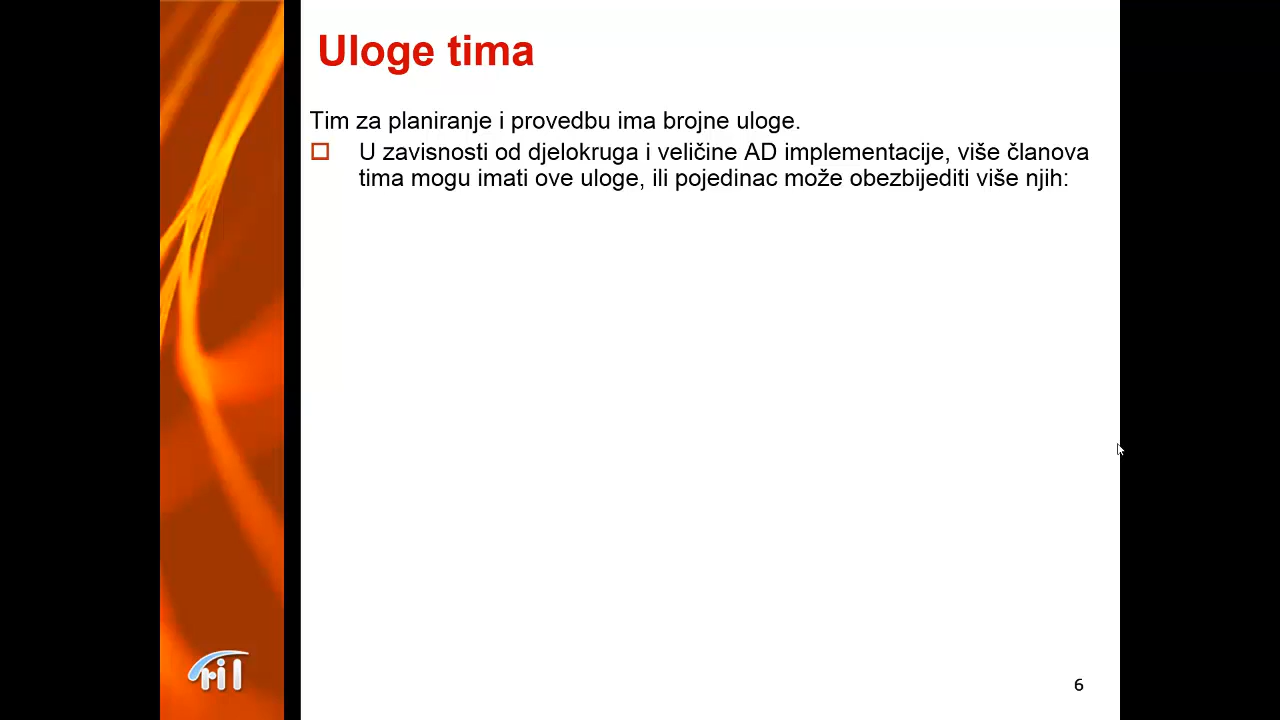 Uloge tima
Tim za planiranje i provedbu ima brojne uloge.
U zavisnosti od djelokruga i veličine AD implementacije, više članova
tima mogu imati ove uloge, ili pojedinac može obezbijediti više njih:
ril
6